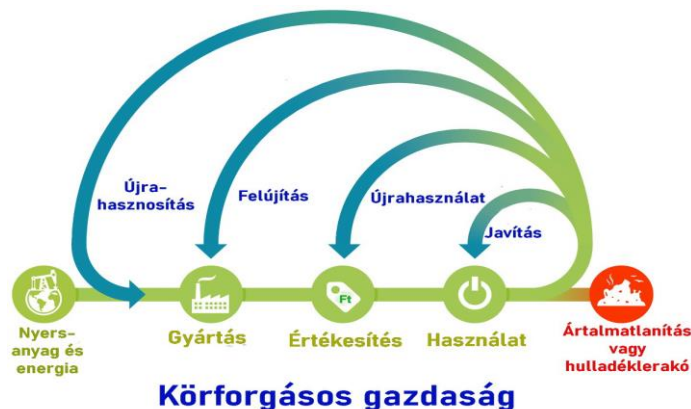 Újra-
hasznosítás
Felújítás
Újrahasználat
Javítás
Ft
Nyers-
anyag és
energia
Gyártás
Értékesítés
Használat
Ártalmatlanítás
vagy
hulladéklerakó
Körforgásos gazdaság